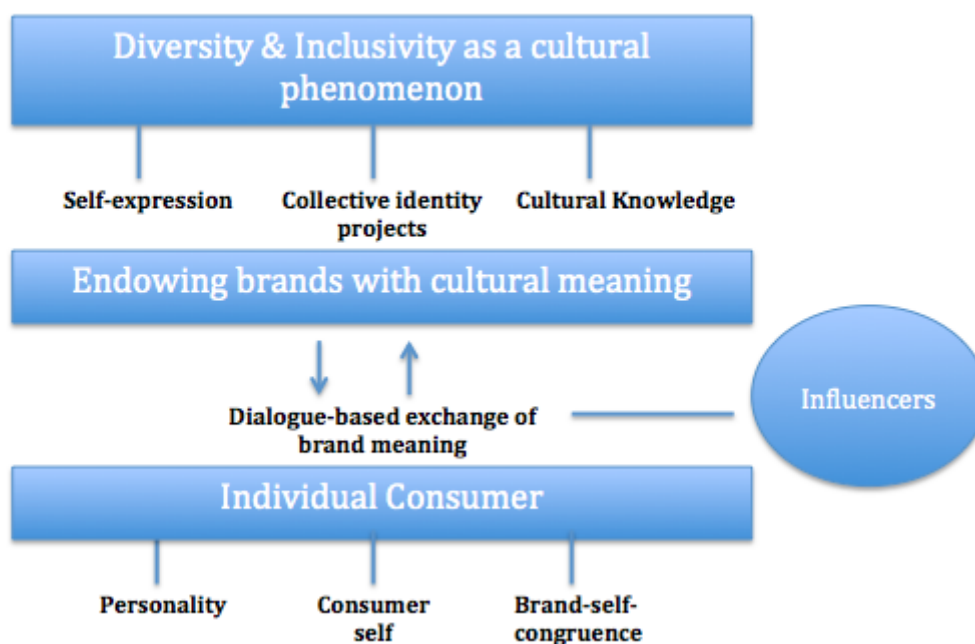 Diversity & Inclusivity as a cultural
phenomenon
Self-expression
Collective identity
projects
Cultural Knowledge
Endowing brands with cultural meaning
Dialogue-based exchange of
brand meaning
Influencers
Individual Consumer
Personality
Consumer
self
Brand-self-
congruence